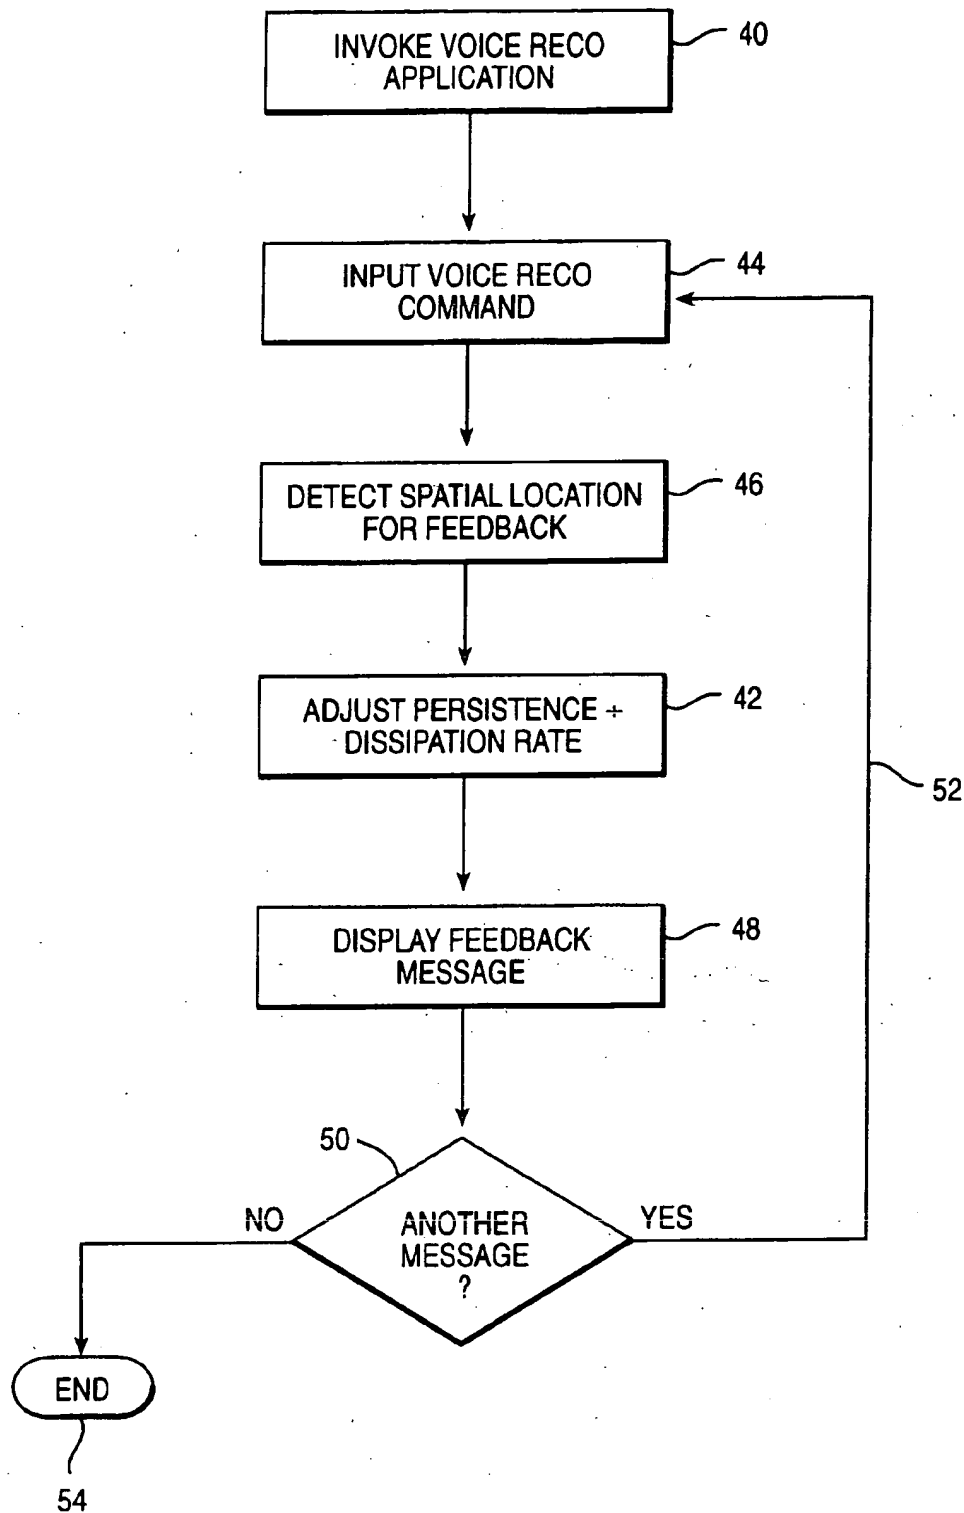 INVOKE VOICE RECO
APPLICATION
40
INPUT VOICE RECO
COMMAND
44
DETECT SPATIAL LOCATION
FOR FEEDBACK
46
ADJUST PERSISTENCE ÷
DISSIPATION RATE
42
52
DISPLAY FEEDBACK
MESSAGE
48
50
NO
ANOTHER
MESSAGE
?
YES
END
54